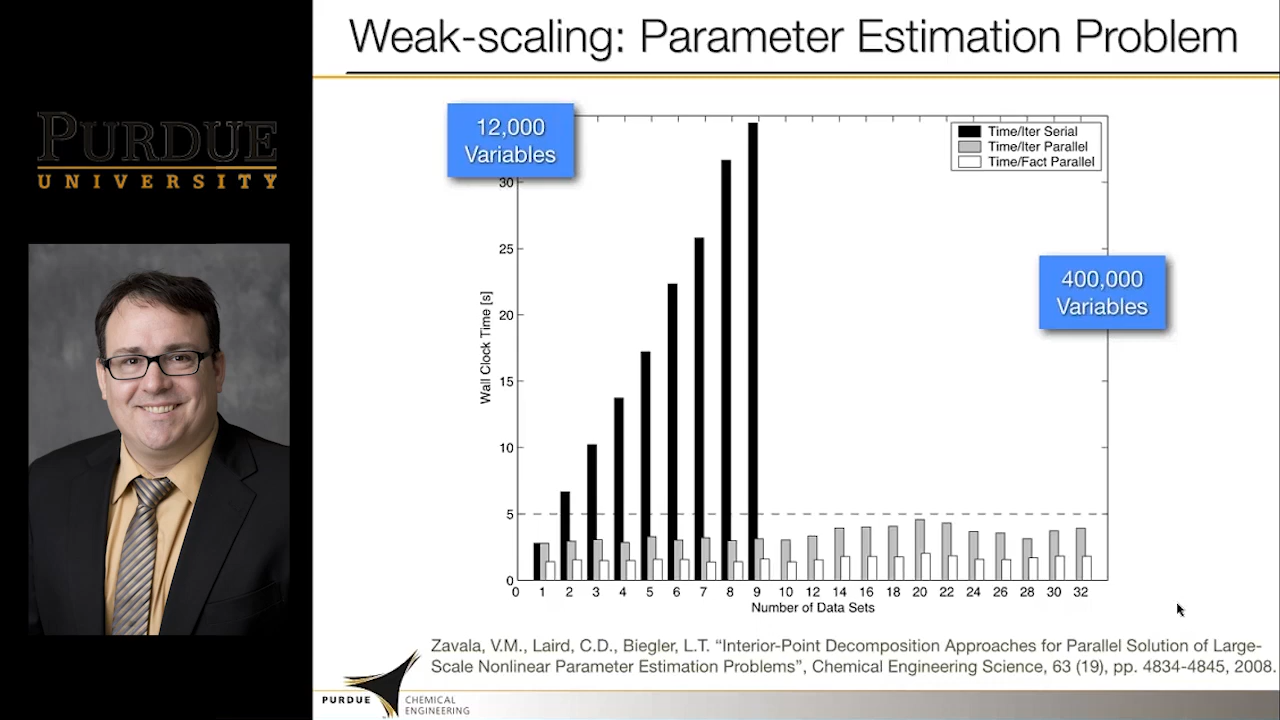 PURDUE
UNIVERSITY
Weak-scaling: Parameter Estimation Problem
12,000
Variables
Time/Iter Serial
Time/Iter Parallel
Time/Fact Parallel
400,000
Variables
30
25
20
15
10
5
0
Wall Clock Time [s]
0 1 2 3 4 5 6 7 8 9 10 12 14 16 18 20 22 24 26 28 30 32
Number of Data Sets
Zavala, V.M., Laird, C.D., Biegler, L.T. “Interior-Point Decomposition Approaches for Parallel Solution of Large-
Scale Nonlinear Parameter Estimation Problems”, Chemical Engineering Science, 63 (19), pp. 4834-4845, 2008.
PURDUE
CHEMICAL
ENGINEERING